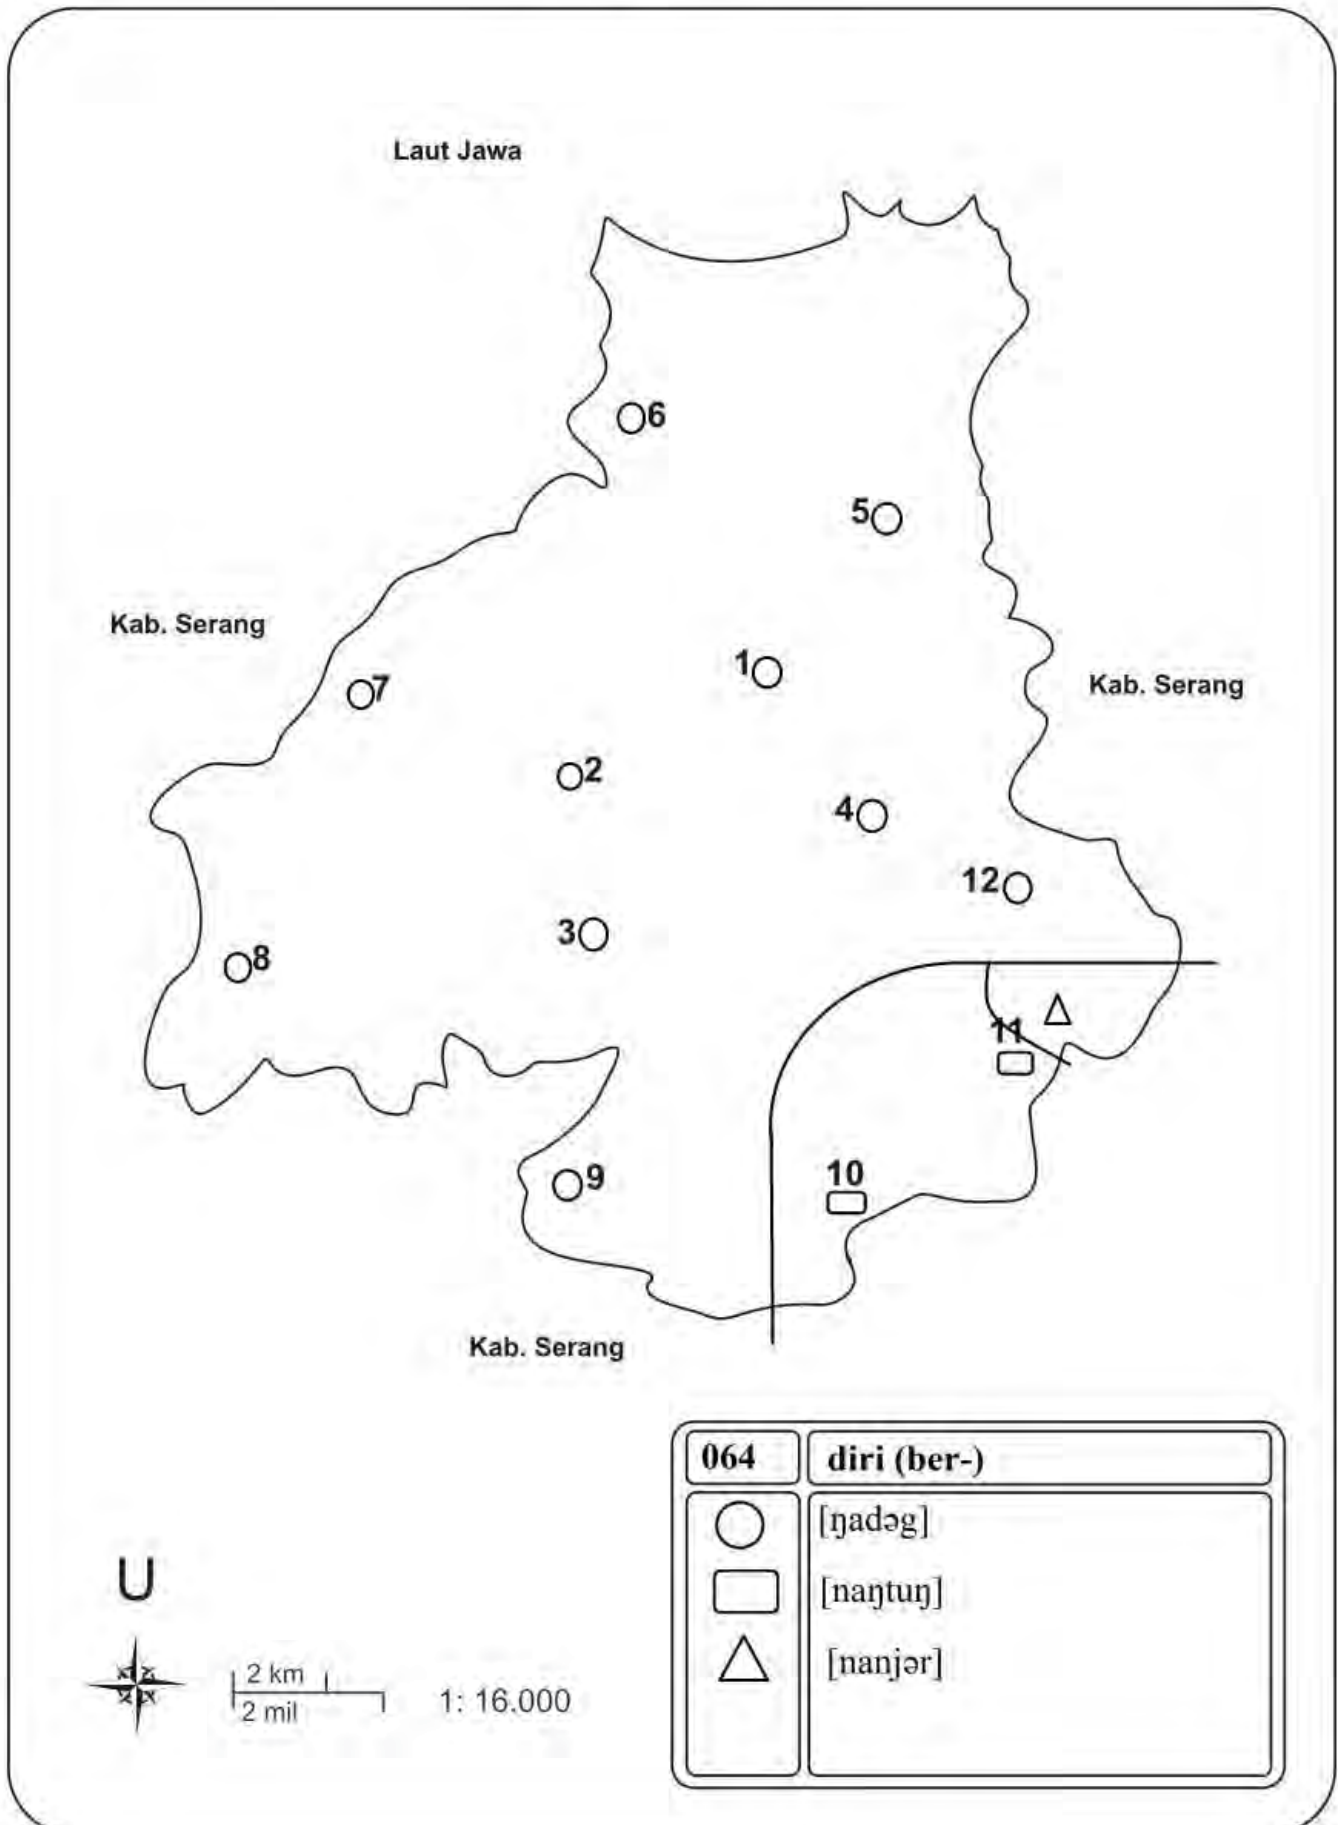 Laut Jawa
6
5
Kab. Serang
1
Kab. Serang
7
2
4
12
3
8
11
10
9
Kab. Serang
064 diri (ber-)
[ŋadəg]
[naŋtuŋ]
[nanjər]
U
2 km
2 mil
1: 16.000